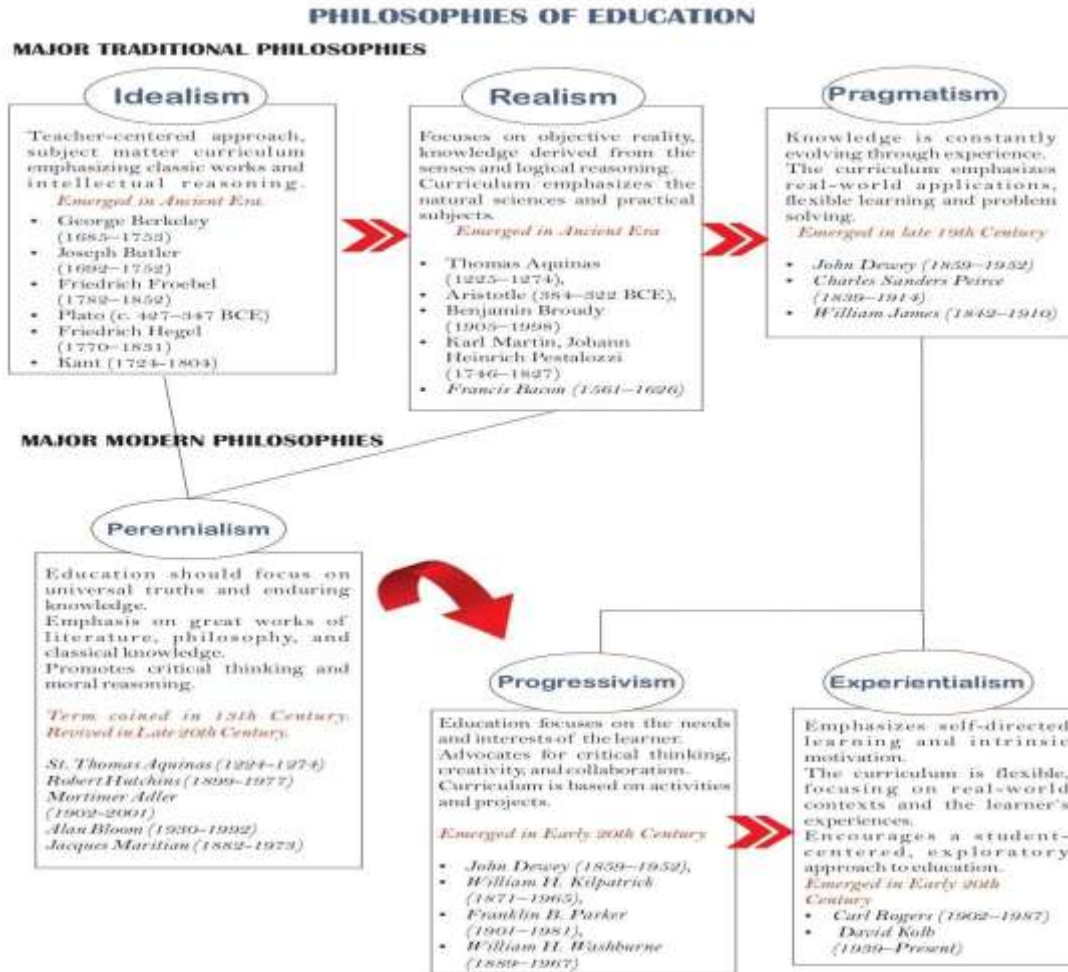 PHILOSOPHIES OF EDUCATION
MAJOR TRADITIONAL PHILOSOPHIES
Idealism
Teacher-centered approach,
subject matter curriculum
emphasizing classic works and
intellectual reasoning.
Emerged in Ancient Era.
• George Berkeley
(1685–1753)
• Joseph Butler
(1692–1752)
• Friedrich Froebel
(1782–1852)
• Plato (c. 427–347 BCE)
• Friedrich Hegel
(1770–1831)
• Kant (1724-1804)
Realism
Focuses on objective reality,
knowledge derived from the
senses and logical reasoning.
Curriculum emphasizes the
natural sciences and practical
subjects.
Emerged in Ancient Era
• Thomas Aquinas
(1225–1274),
• Aristotle (384–322 BCE),
• Benjamin Broudy
(1905–1998)
• Karl Martin, Johann
Heinrich Pestalozzi
(1746–1827)
• Francis Bacon (1561–1626)
Pragmatism
Knowledge is constantly
evolving through experience.
The curriculum emphasizes
real-world applications,
flexible learning and problem
solving.
Emerged in late 19th Century
• John Dewey (1859–1952)
• Charles Sanders Peirce
(1839–1914)
• William James (1842–1910)
MAJOR MODERN PHILOSOPHIES
Perennialism
Education should focus on
universal truths and enduring
knowledge.
Emphasis on great works of
literature, philosophy, and
classical knowledge.
Promotes critical thinking and
moral reasoning.
Term coined in 13th Century.
Revived in Late 20th Century.
St. Thomas Aquinas (1224–1274)
Robert Hutchins (1899–1977)
Mortimer Adler
(1902-2001)
Alan Bloom (1930-1992)
Jacques Maritian (1882-1973)
Progressivism
Education focuses on the needs
and interests of the learner.
Advocates for critical thinking,
creativity, and collaboration.
Curriculum is based on activities
and projects.
Emerged in Early 20th Century
• John Dewey (1859–1952),
• William H. Kilpatrick
(1871–1965),
• Franklin B. Parker
(1901–1981),
• William H. Washburne
(1889–1967)
Experientialism
Emphasizes self-directed
learning and intrinsic
motivation.
The curriculum is flexible,
focusing on real-world
contexts and the learner's
experiences.
Encourages a student-
centered, exploratory
approach to education.
Emerged in Early 20th
Century
• Carl Rogers (1902–1987)
• David Kolb
(1939–Present)